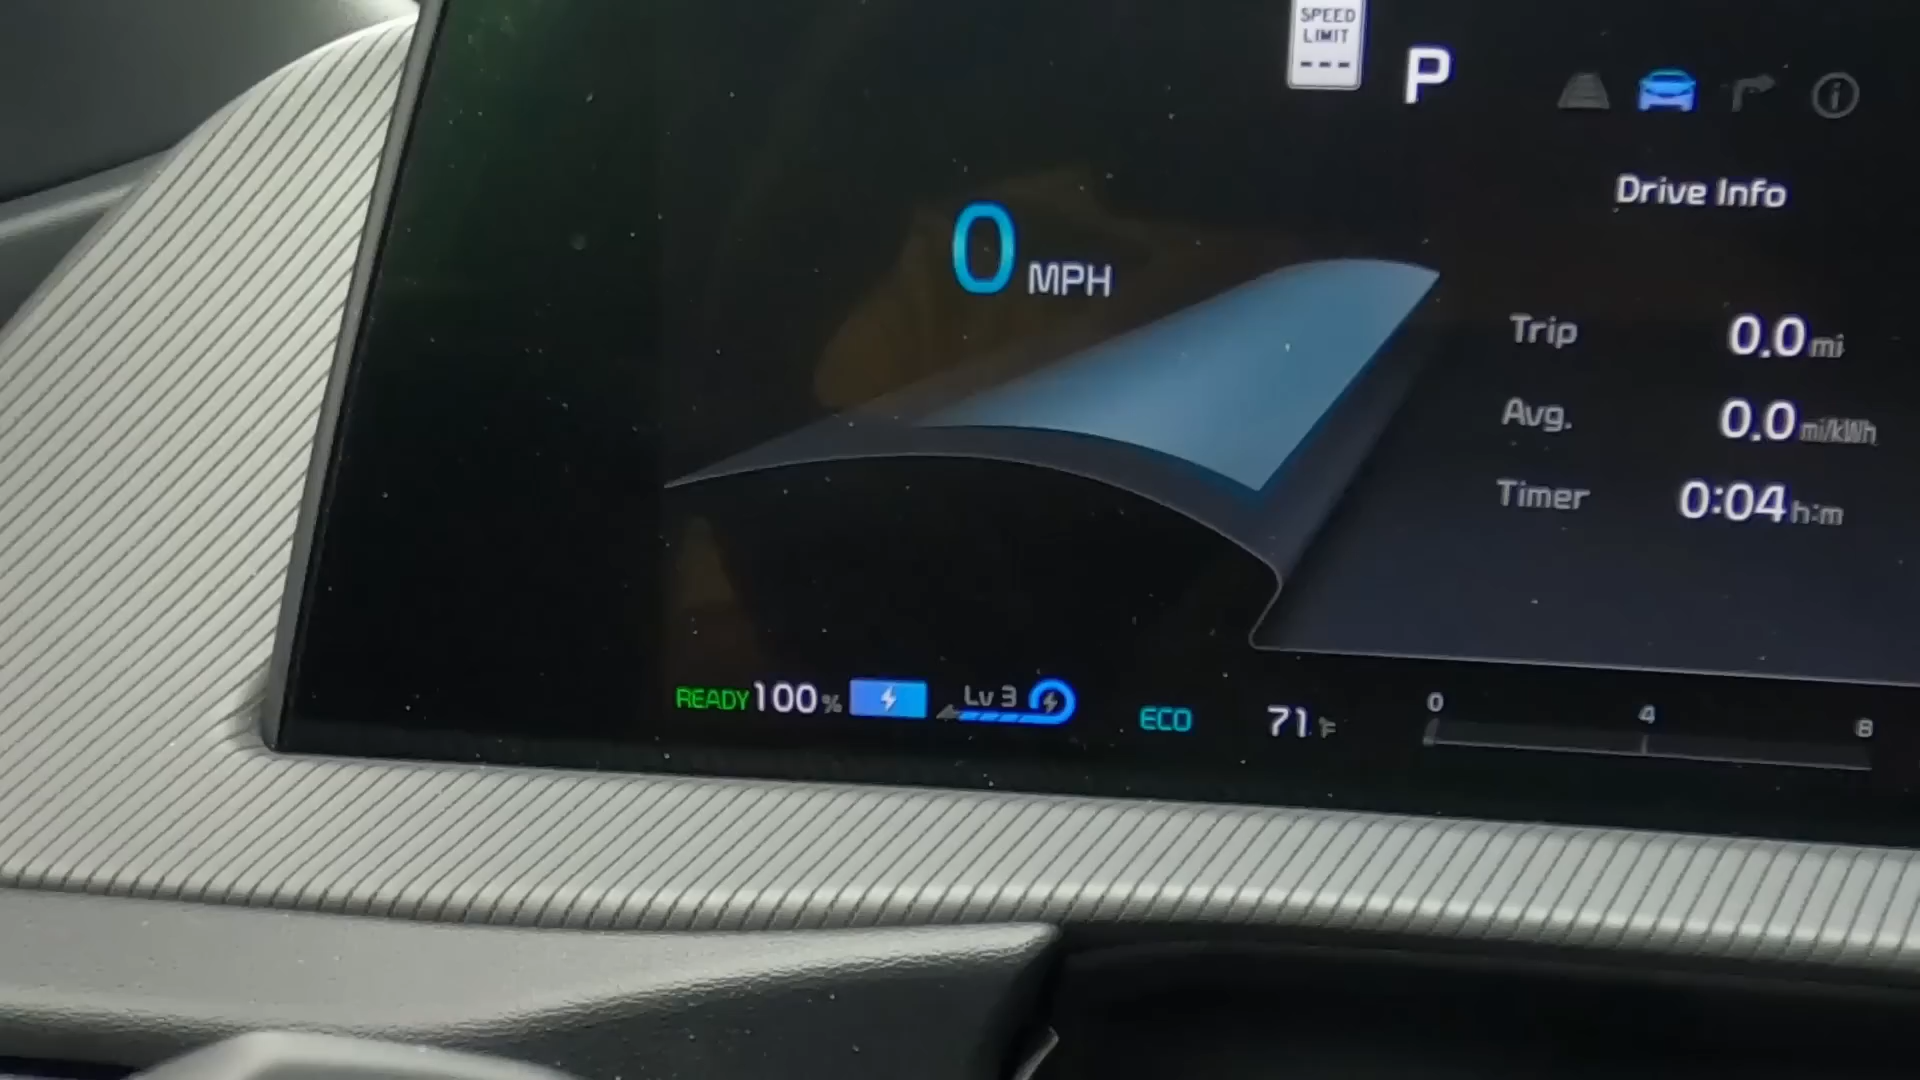 SPEED
LIMIT
---
P
Drive Info
0 MPH
Trip 0.0 mi
Avg. 0.0 mi/kWh
Timer 0:04 h:m
READY 100 % Lv 3 ECO 71 °F
0 4 8